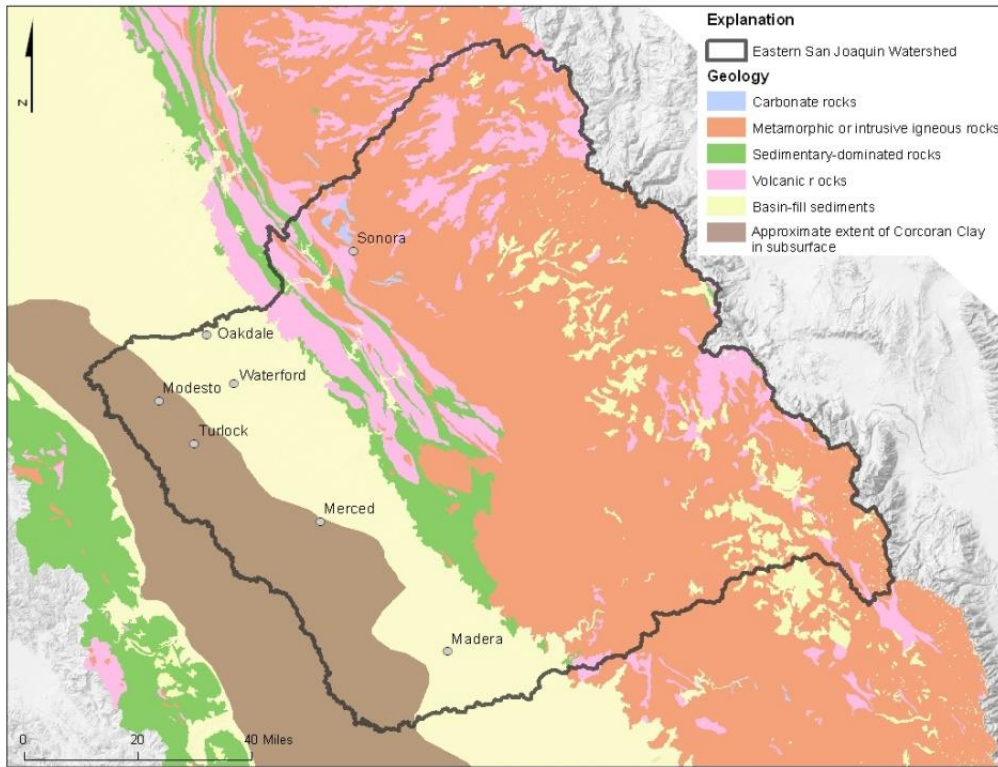 Explanation
Eastern San Joaquin Watershed
Geology
Carbonate rocks
Metamorphic or intrusive igneous rocks
Sedimentary-dominated rocks
Volcanic r ocks
Basin-fill sediments
Approximate extent of Corcoran Clay
in subsurface
z
Sonora
Oakdale
Waterford
Modesto
Turlock
Merced
Madera
0 20 40 Miles